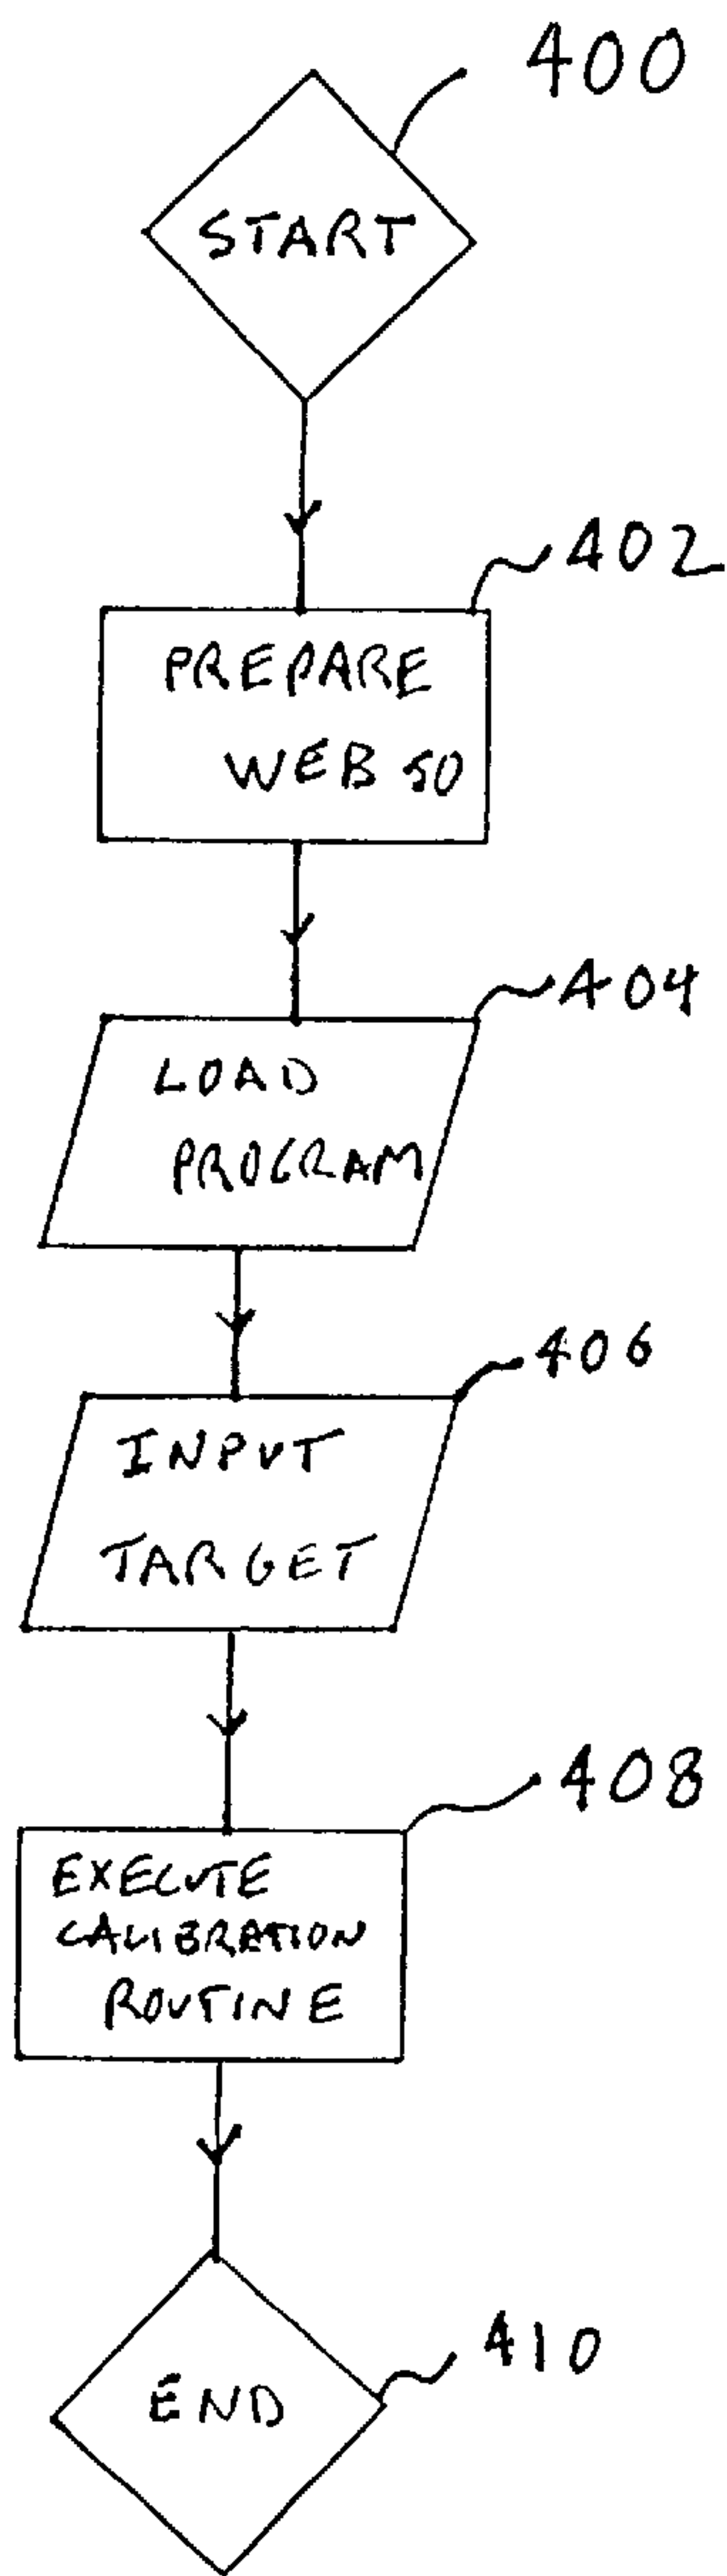 400
START
402
PREPARE
WEB 50
404
LOAD
PROGRAM
406
INPUT
TARGET
408
EXECUTE
CALIBRATION
ROUTINE
410
END